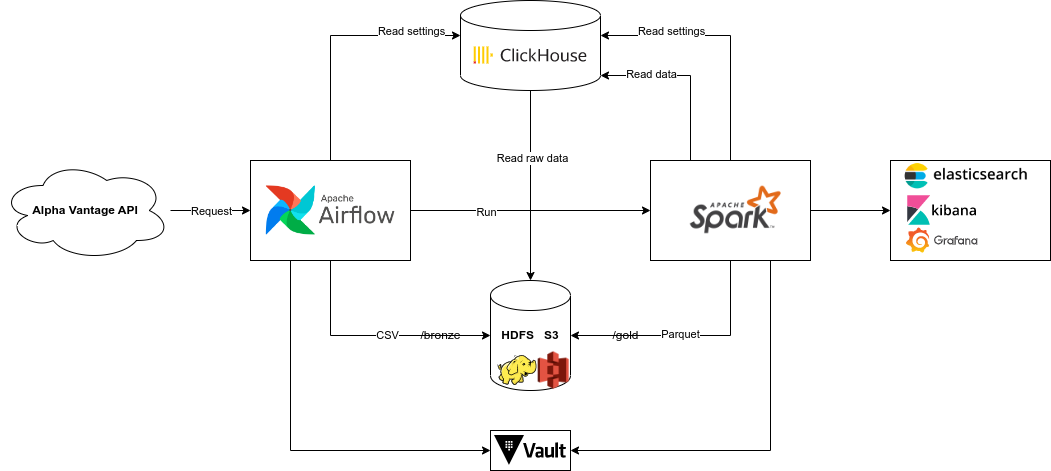 Read settings
Read settings
ClickHouse
Read data
Read raw data
Alpha Vantage API
Request
Apache
Airflow
Run
APACHE
Spark
TM
elasticsearch
kibana
Grafana
CSV
/bronze
HDFS S3
/gold
Parquet
Vault